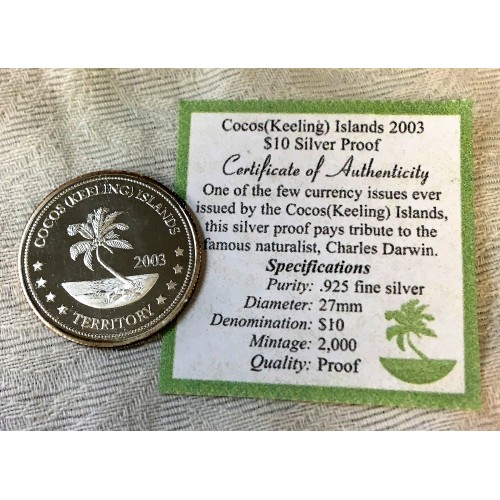 COCOS (KEELING) ISLANDS
2003
TERRITORY
Cocos(Keeling) Islands 2003
$10 Silver Proof
Certificate of Authenticity
One of the few currency issues ever
issued by the Cocos(Keeling) Islands,
this silver proof pays tribute to the
famous naturalist, Charles Darwin.
Specifications
Purity: .925 fine silver
Diameter: 27mm
Denomination: $10
Mintage: 2,000
Quality: Proof